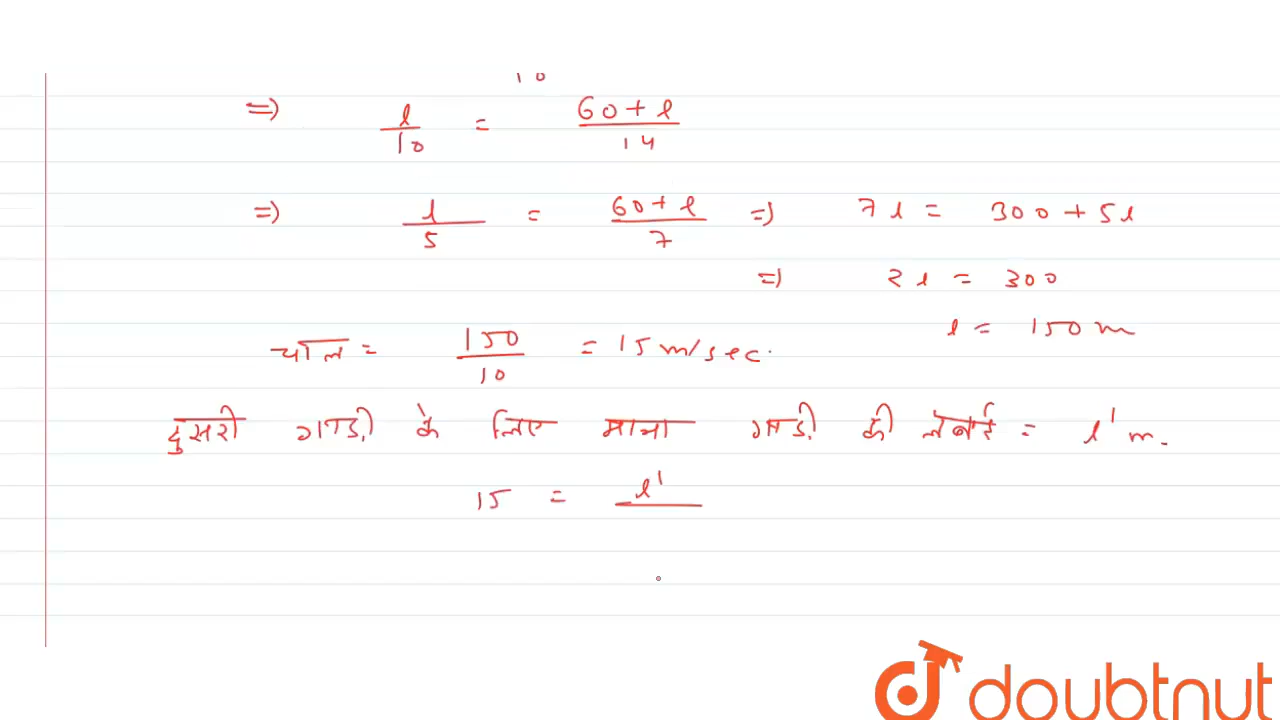 10
=> l/10 = 60+l/14
=> l/5 = 60+l/7 => 7l = 300+5l
=> 2l = 300
l = 150 m
चाल = 150/10 = 15 m/sec.
दुसरी गाडी़ के लिए माना गाडी़ की लंबाई = l' m.
15 = l'
doubtnut